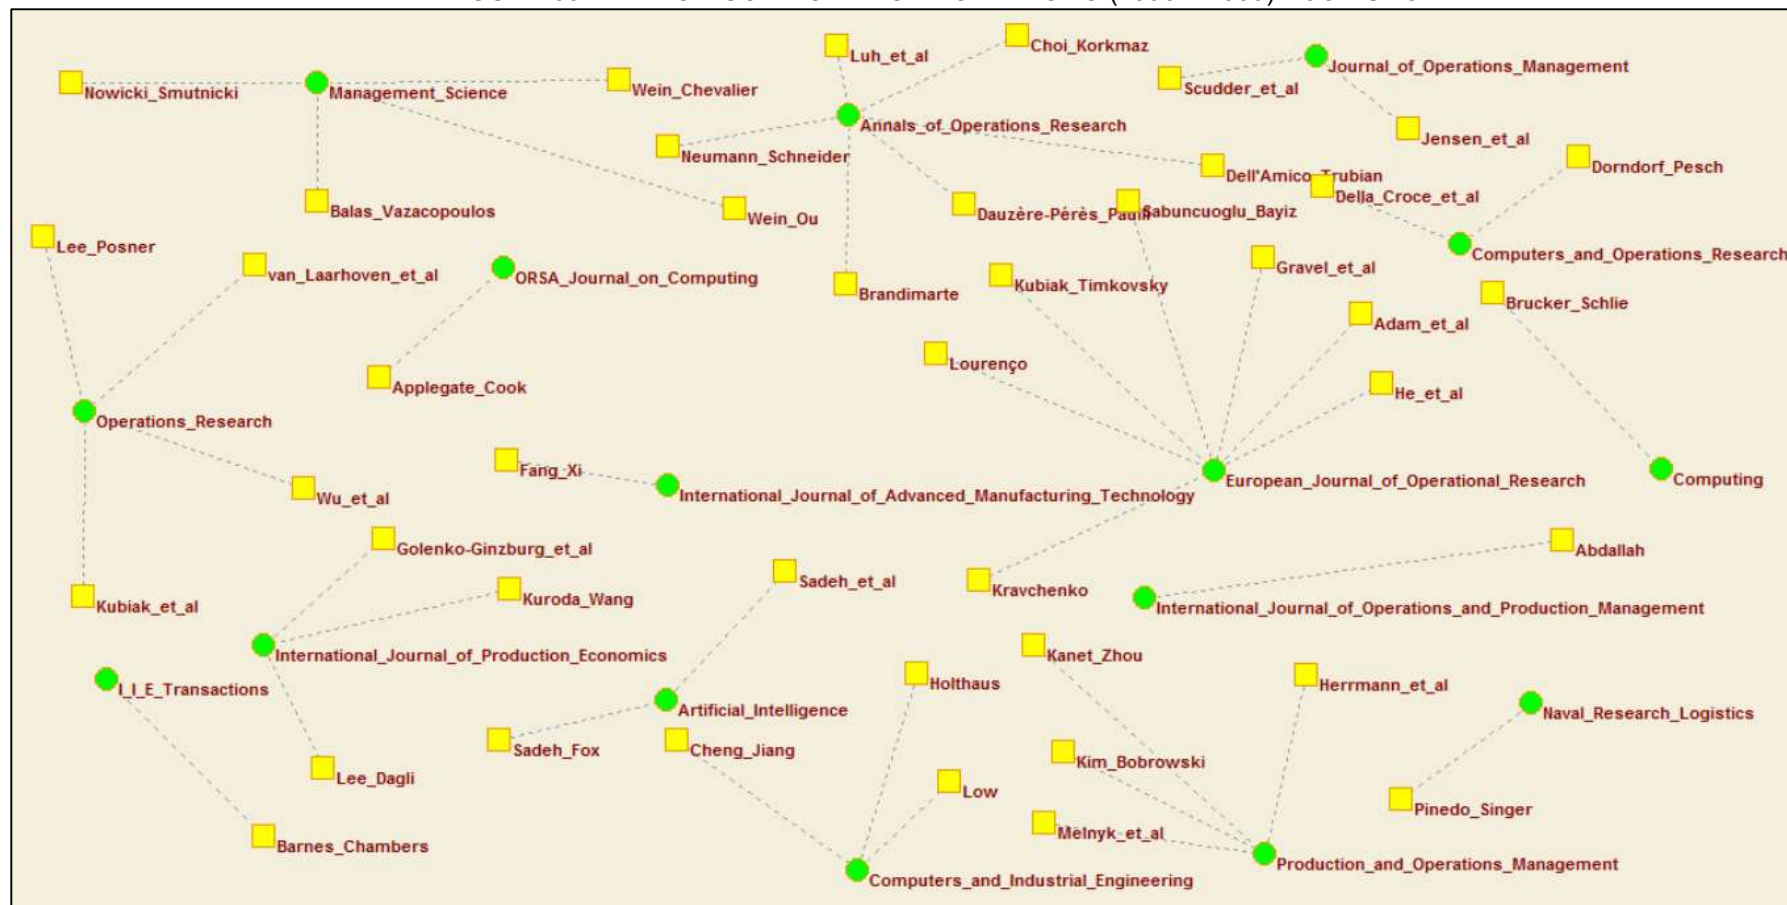 Luh_et_al
Choi_Korkmaz
Journal_of_Operations_Management
Nowicki_Smutnicki
Management_Science
Wein_Chevalier
Scudder_et_al
Annals_of_Operations_Research
Jensen_et_al
Neumann_Schneider
Dorndorf_Pesch
Dell'Amico_Trubian
Della_Croce_et_al
Balas_Vazacopoulos
Wein_Ou
Dauzère-Pérès_Paulli
Sabuncuoglu_Bayiz
Lee_Posner
Computers_and_Operations_Research
van_Laarhoven_et_al
ORSA_Journal_on_Computing
Gravel_et_al
Kubiak_Timkovsky
Brandimarte
Brucker_Schlie
Adam_et_al
Lourenço
Applegate_Cook
He_et_al
Operations_Research
Fang_Xi
European_Journal_of_Operational_Research
Computing
Wu_et_al
International_Journal_of_Advanced_Manufacturing_Technology
Golenko-Ginzburg_et_al
Abdallah
Sadeh_et_al
Kravchenko
Kubiak_et_al
Kuroda_Wang
International_Journal_of_Operations_and_Production_Management
International_Journal_of_Production_Economics
Kanet_Zhou
I_I_E_Transactions
Holthaus
Herrmann_et_al
Artificial_Intelligence
Naval_Research_Logistics
Sadeh_Fox
Cheng_Jiang
Kim_Bobrowski
Lee_Dagli
Low
Pinedo_Singer
Melnyk_et_al
Barnes_Chambers
Production_and_Operations_Management
Computers_and_Industrial_Engineering